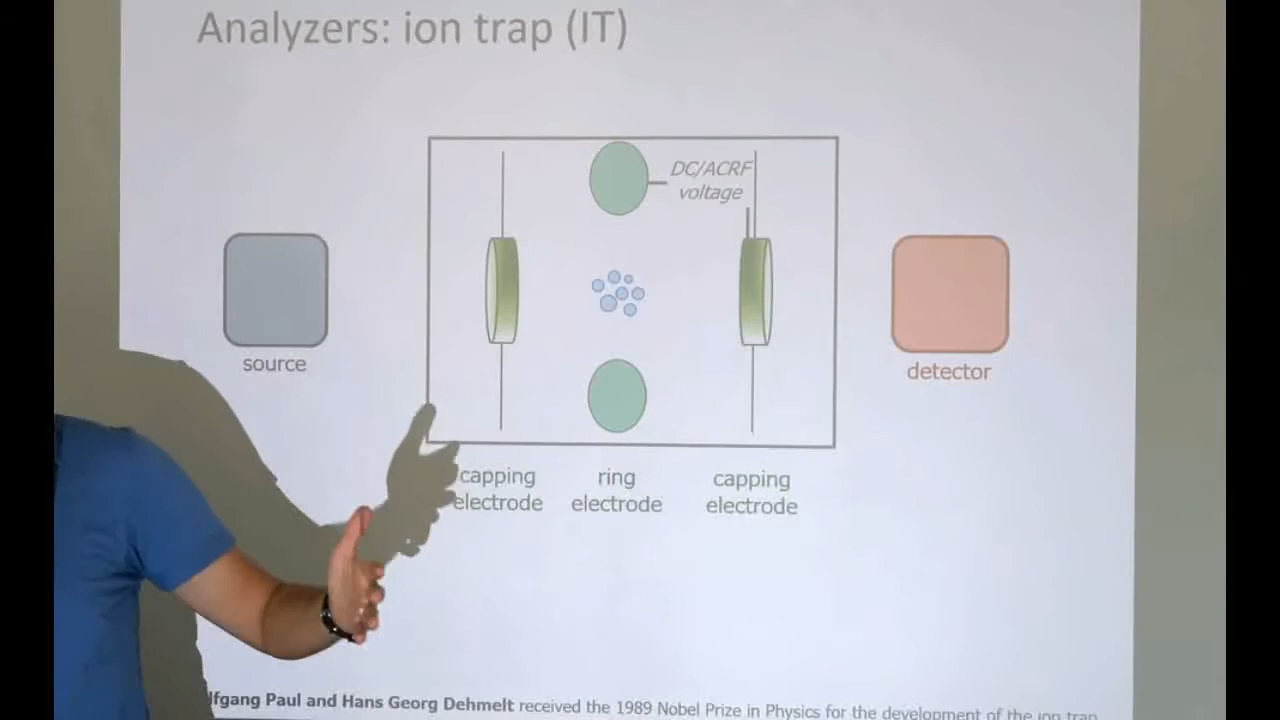 Analyzers: ion trap (IT)
DC/ACRF
voltage
source
detector
capping
electrode
ring
electrode
capping
electrode
lfgang Paul and Hans Georg Dehmelt received the 1989 Nobel Prize in Physics for the development of the ion trap